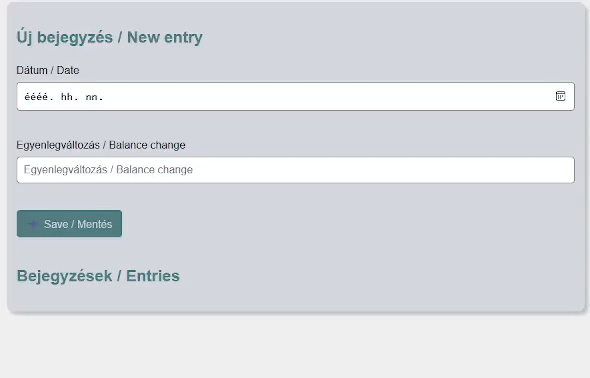 Új bejegyzés / New entry
Dátum / Date
éééé. hh. nn.
Egyenlegváltozás / Balance change
Egyenlegváltozás / Balance change
Save / Mentés
Bejegyzések / Entries